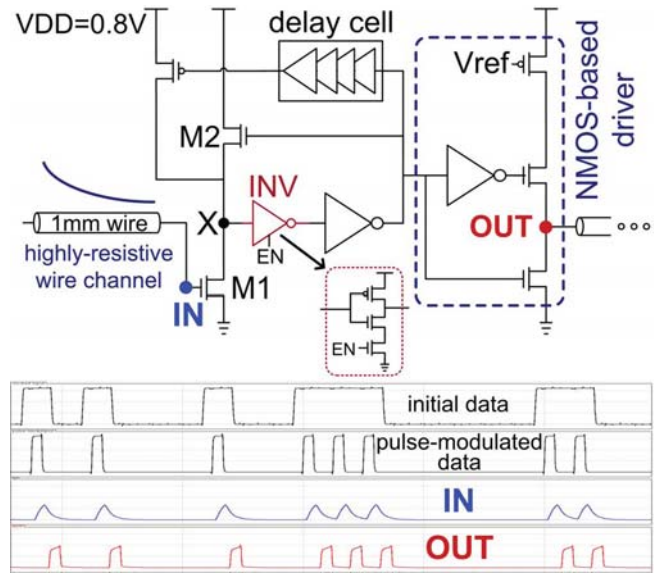 VDD=0.8V
delay cell
Vref
NMOS-based
driver
M2
INV
X
OUT
1mm wire
highly-resistive
wire channel
EN
M1
IN
EN
initial data
pulse-modulated
data
IN
OUT